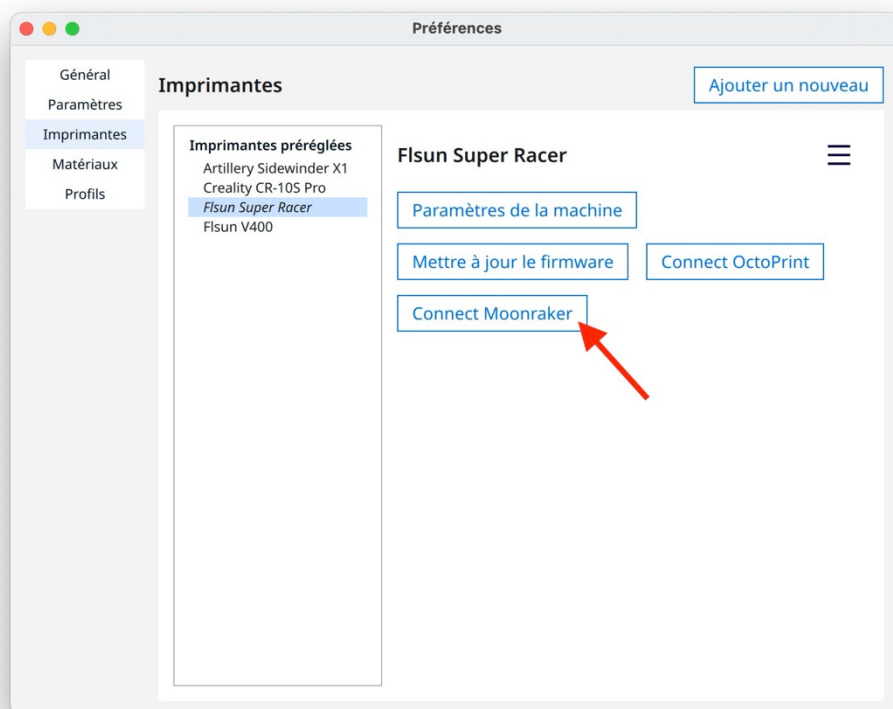 Préférences
Général
Paramètres
Imprimantes
Matériaux
Profils
Imprimantes
Ajouter un nouveau
Imprimantes préréglées
Artillery Sidewinder X1
Creality CR-10S Pro
Flsun Super Racer
Flsun V400
Flsun Super Racer
Paramètres de la machine
Mettre à jour le firmware
Connect OctoPrint
Connect Moonraker